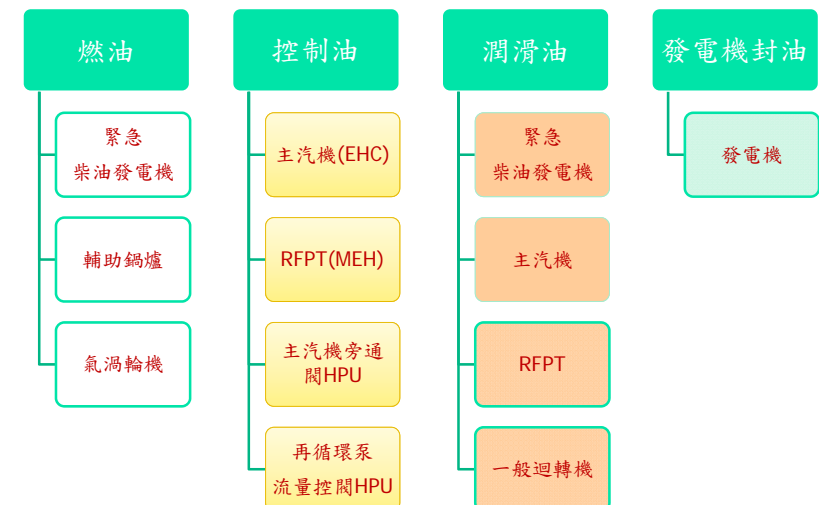 燃油
緊急
柴油發電機
輔助鍋爐
氣渦輪機
控制油
主汽機(EHC)
RFPT(MEH)
主汽機旁通
閥HPU
再循環泵
流量控閥HPU
潤滑油
緊急
柴油發電機
主汽機
RFPT
一般迴轉機
發電機封油
發電機